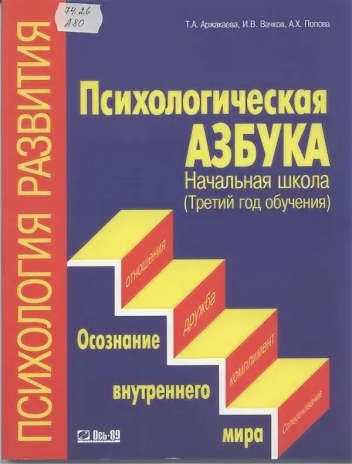 74.26
А80
Т.А. Аржакаева, И.В. Вачков, А.Х. Попова
ПСИХОЛОГИЯ РАЗВИТИЯ
Психологическая
АЗБУКА
Начальная школа
(Третий год обучения)
отношения
дружба
комплимент
Осознание
внутреннего
мира
Ось-89